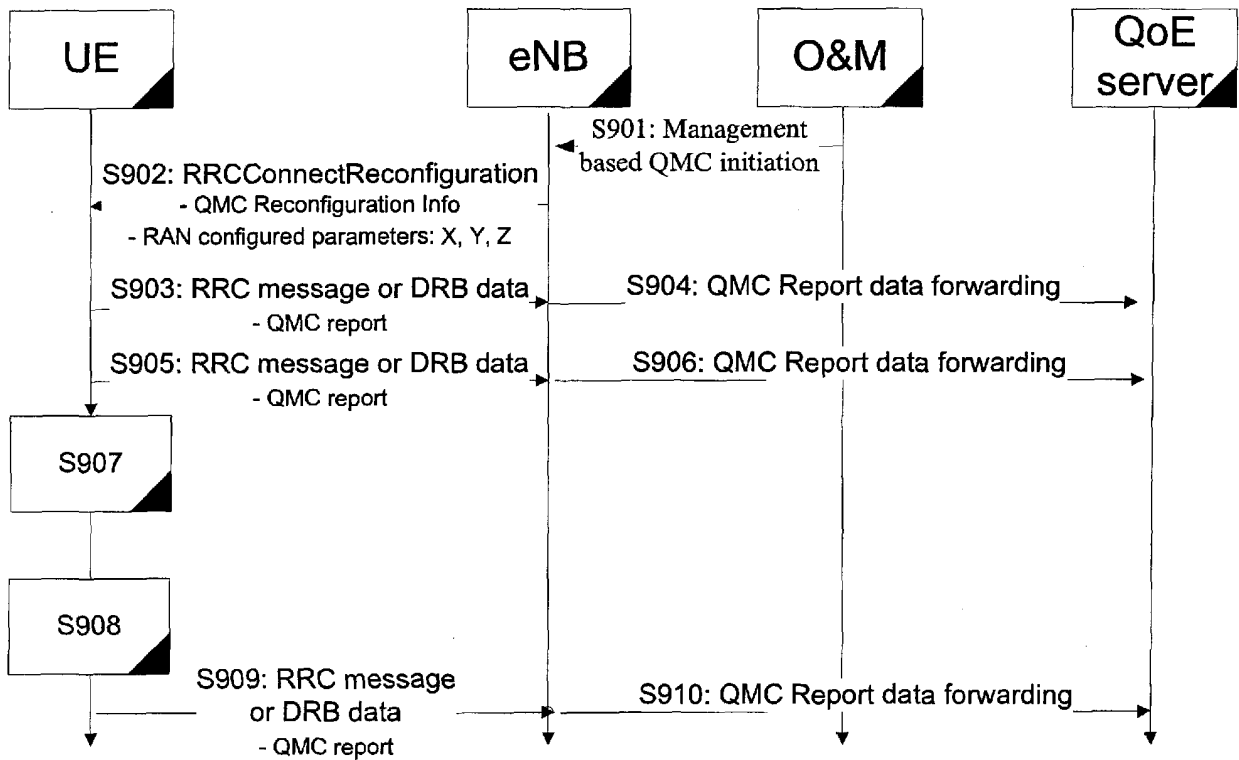 UE
eNB
O&M
QoE
server
S901: Management
based QMC initiation
S902: RRCConnectReconfiguration
- QMC Reconfiguration Info
- RAN configured parameters: X, Y, Z
S903: RRC message or DRB data
- QMC report
S904: QMC Report data forwarding
S905: RRC message or DRB data
- QMC report
S906: QMC Report data forwarding
S907
S908
S909: RRC message
or DRB data
- QMC report
S910: QMC Report data forwarding